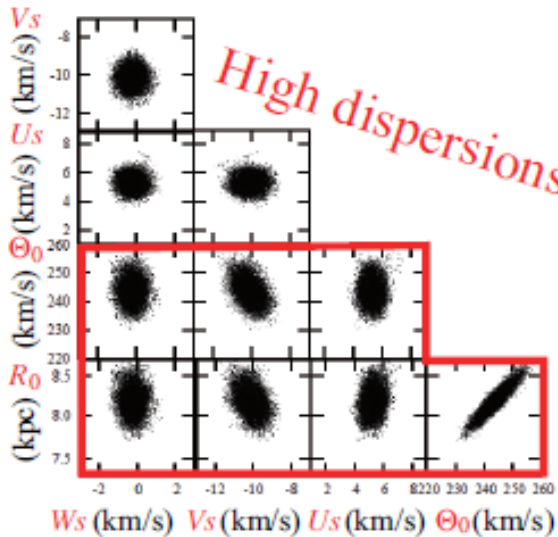 Vs (km/s)
-8
-10
-12
High dispersions
Us (km/s)
8
6
4
2
Θ0 (km/s)
260
250
240
230
220
R0 (kpc)
8.5
8.0
7.5
-2 0 2 -12 -10 -8 2 4 6 8 220 230 240 250 260
Ws (km/s) Vs (km/s) Us (km/s) Θ0 (km/s)